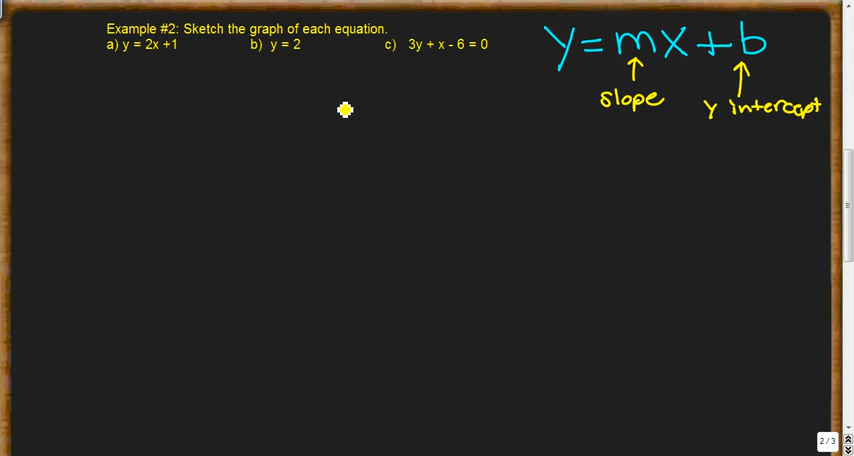 Example #2: Sketch the graph of each equation.
a) y = 2x +1 b) y = 2 c) 3y + x - 6 = 0
y = mx + b
slope
y intercept
2 / 3